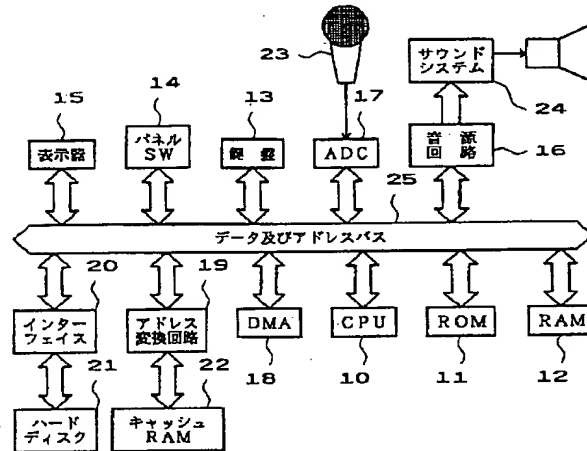 23
サウンド
システム
24
15
14
13
17
表示器
パネル
SW
鍵盤
ADC
音源
回路
16
25
データ及びアドレスバス
20
19
インター
フェイス
アドレス
変換回路
DMA
CPU
ROM
RAM
18
10
11
12
21
22
ハード
ディスク
キャッシュ
RAM